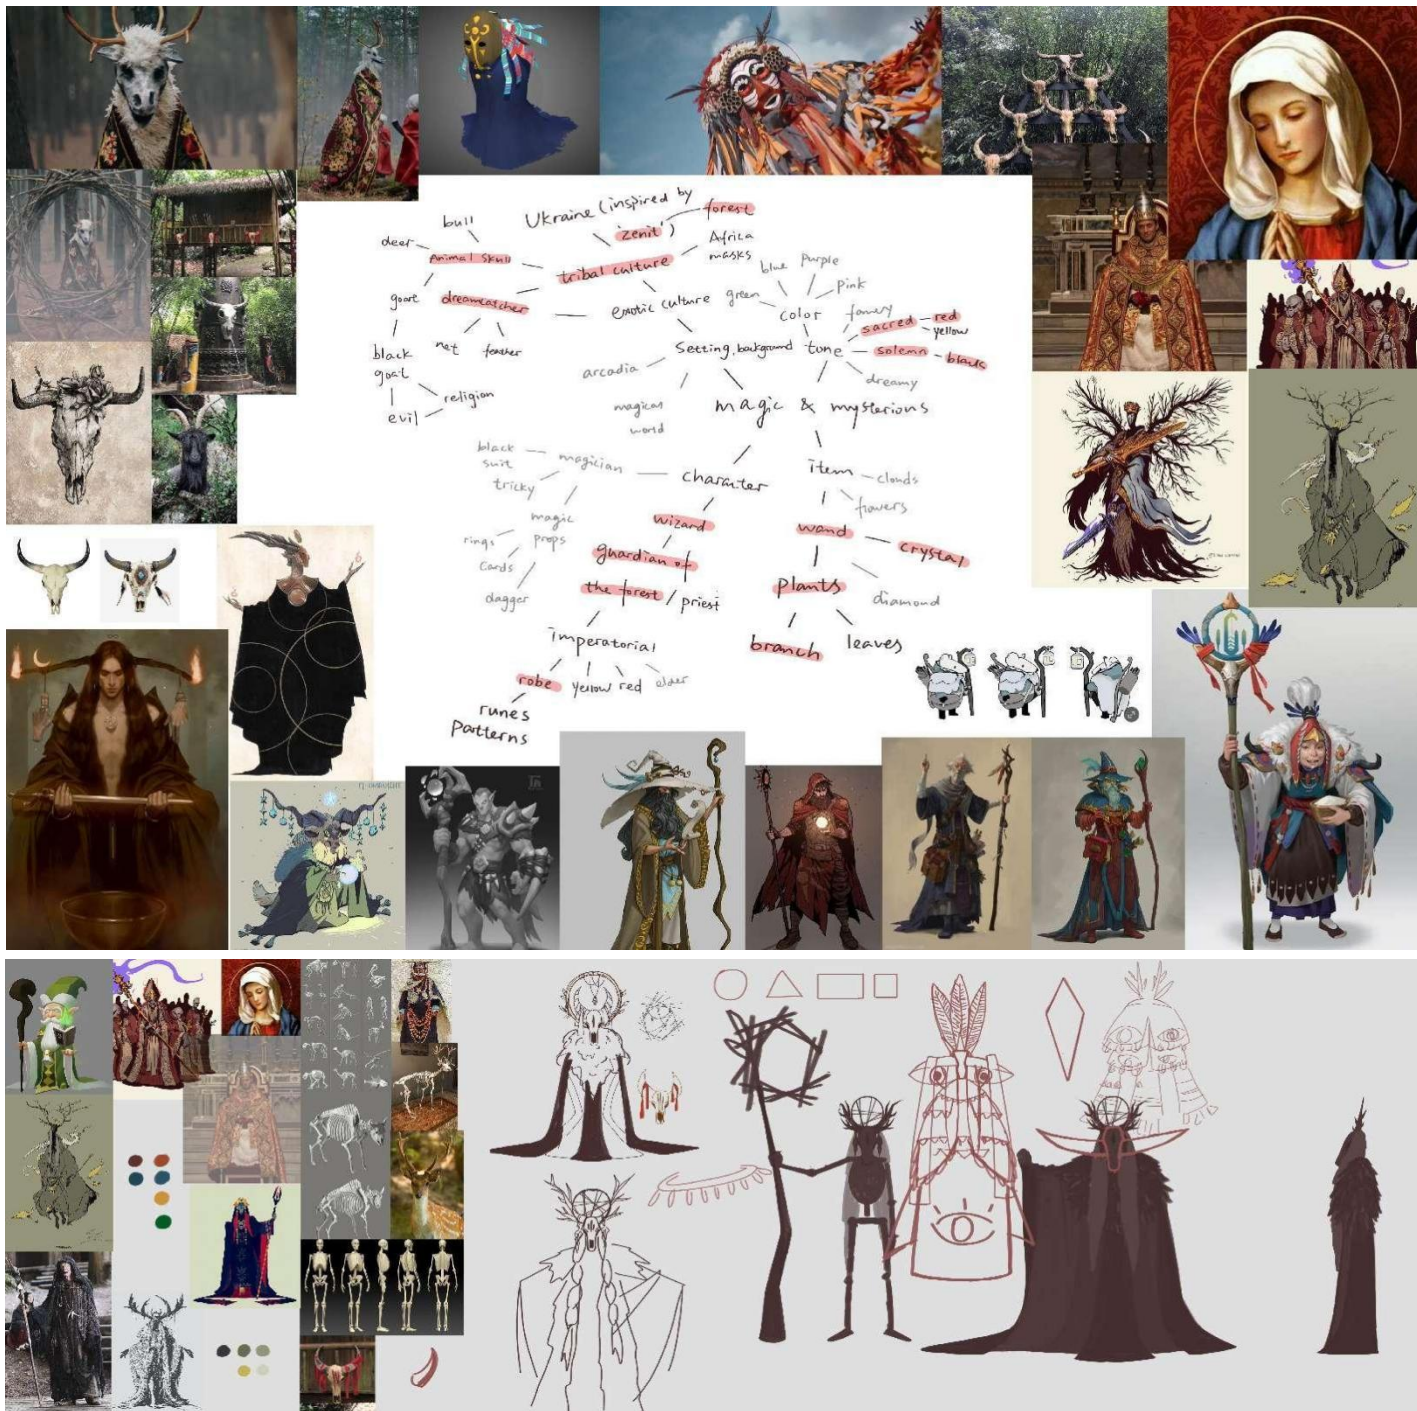 Ukraine (inspired by
'zenit')
forest
bull
deer
Animal Skull
tribal culture
Africa
masks
goat
dreamcatcher
exotic culture
net
feather
black
goat
religion
evil
blue
purple
green
pink
color
sacred
red
yellow
Setting.background
tone
solemn
black
arcadia
dreamy
magical
world
magic & mysterious
black
suit
magician
tricky
character
item
clouds
flowers
magic
props
wizard
wand
crystal
rings
cards
dagger
guardian of
the forest
/ priest
plants
diamond
imperatorial
branch
leaves
robe
yellow
red
elder
runes
patterns